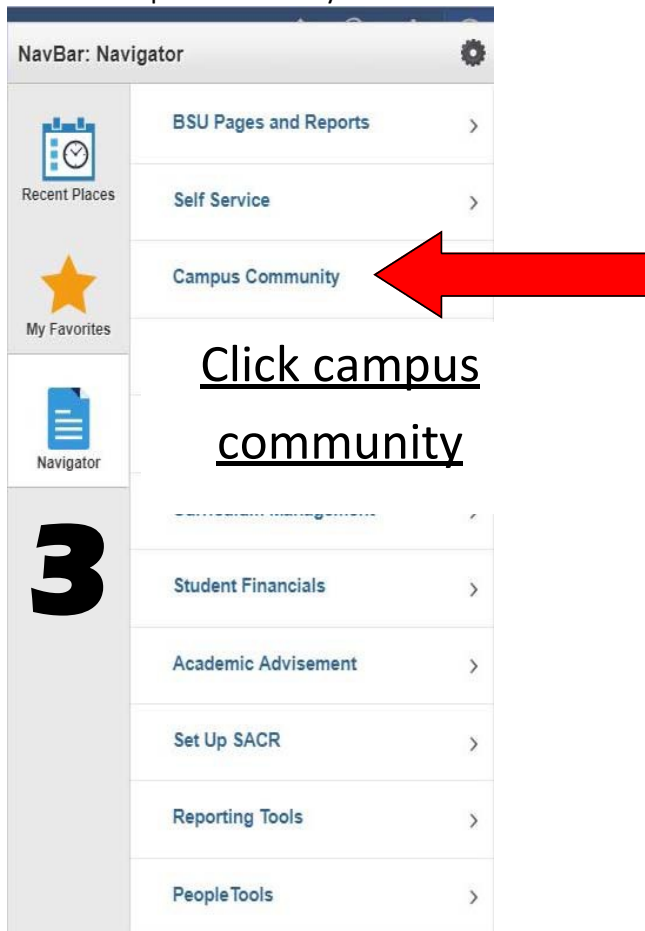 NavBar: Navigator
BSU Pages and Reports
Recent Places
Self Service
Campus Community
My Favorites
Click campus
community
Navigator
3
Student Financials
Academic Advisement
Set Up SACR
Reporting Tools
PeopleTools